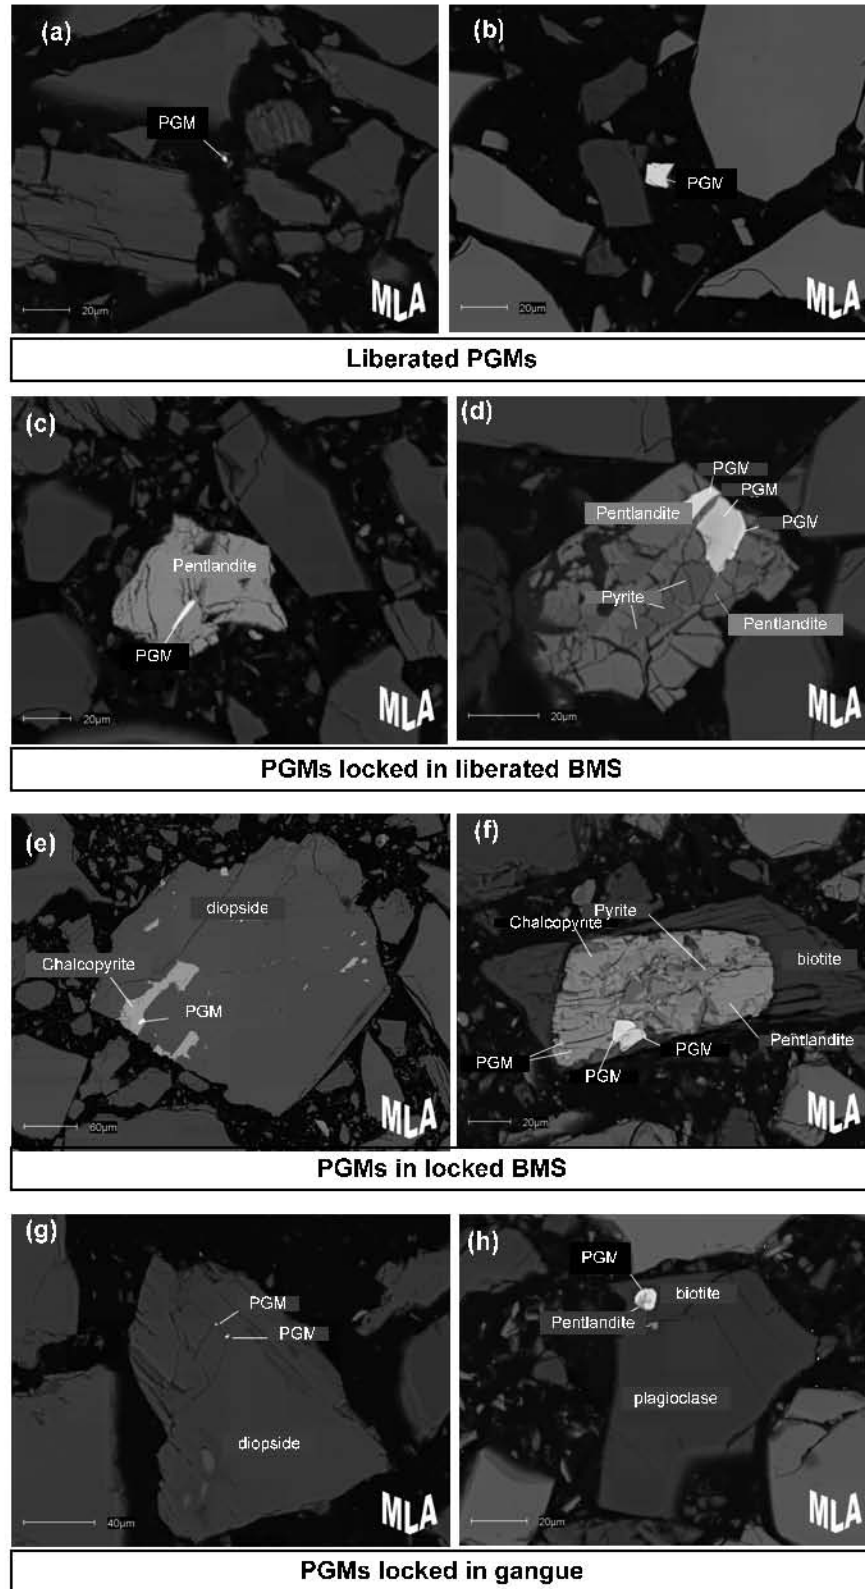 (a)
PGM
20µm
MLA
(b)
PGM
20µm
MLA
Liberated PGMs
(c)
Pentlandite
PGM
20µm
MLA
(d)
PGM
PGM
Pentlandite
PGM
Pyrite
Pentlandite
20µm
MLA
PGMs locked in liberated BMS
(e)
diopside
Chalcopyrite
PGM
60µm
MLA
(f)
Pyrite
Chalcopyrite
biotite
Pentlandite
PGM
PGM
PGM
20µm
MLA
PGMs in locked BMS
(g)
PGM
PGM
diopside
40µm
MLA
(h)
PGM
biotite
Pentlandite
plagioclase
20µm
MLA
PGMs locked in gangue